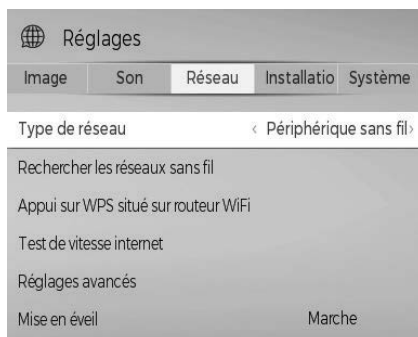 Réglages
Image Son Réseau Installatio Système
Type de réseau < Périphérique sans fil>
Rechercher les réseaux sans fil
Appui sur WPS situé sur routeur WiFi
Test de vitesse internet
Réglages avancés
Mise en éveil Marche